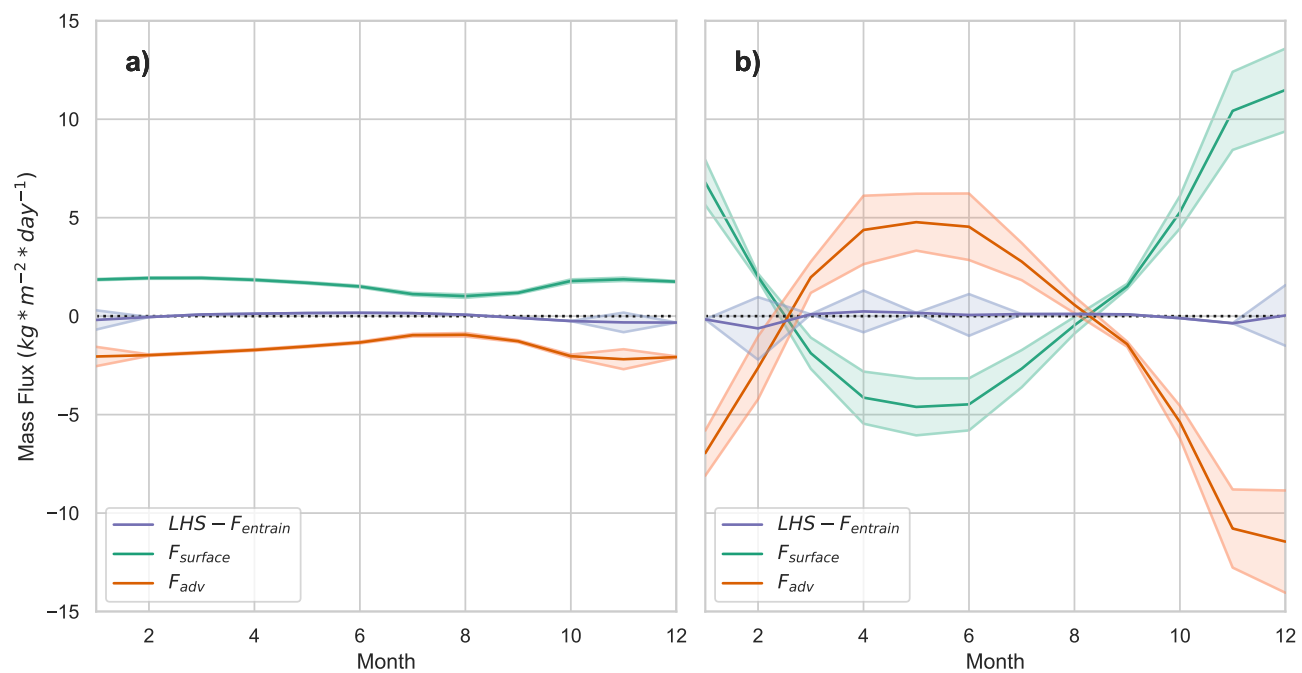 a)
b)
Mass Flux (kg * m⁻² * day⁻¹)
15
10
5
0
−5
−10
−15
LHS − F_entrain
F_surface
F_adv
LHS − F_entrain
F_surface
F_adv
2 4 6 8 10 12
2 4 6 8 10 12
Month
Month